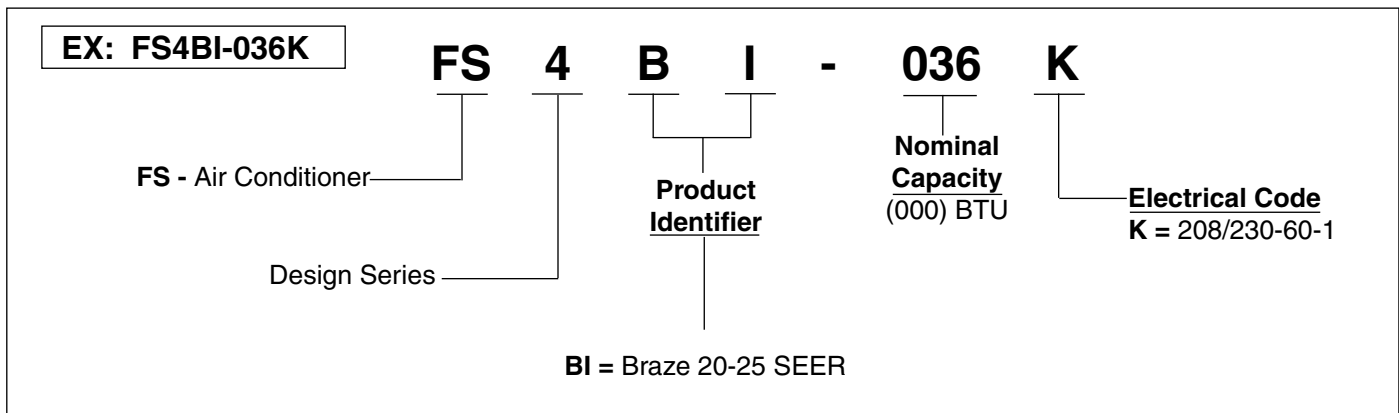 EX: FS4BI-036K
FS 4 B I - 036 K
FS - Air Conditioner
Design Series
Product
Identifier
BI = Braze 20-25 SEER
Nominal
Capacity
(000) BTU
Electrical Code
K = 208/230-60-1